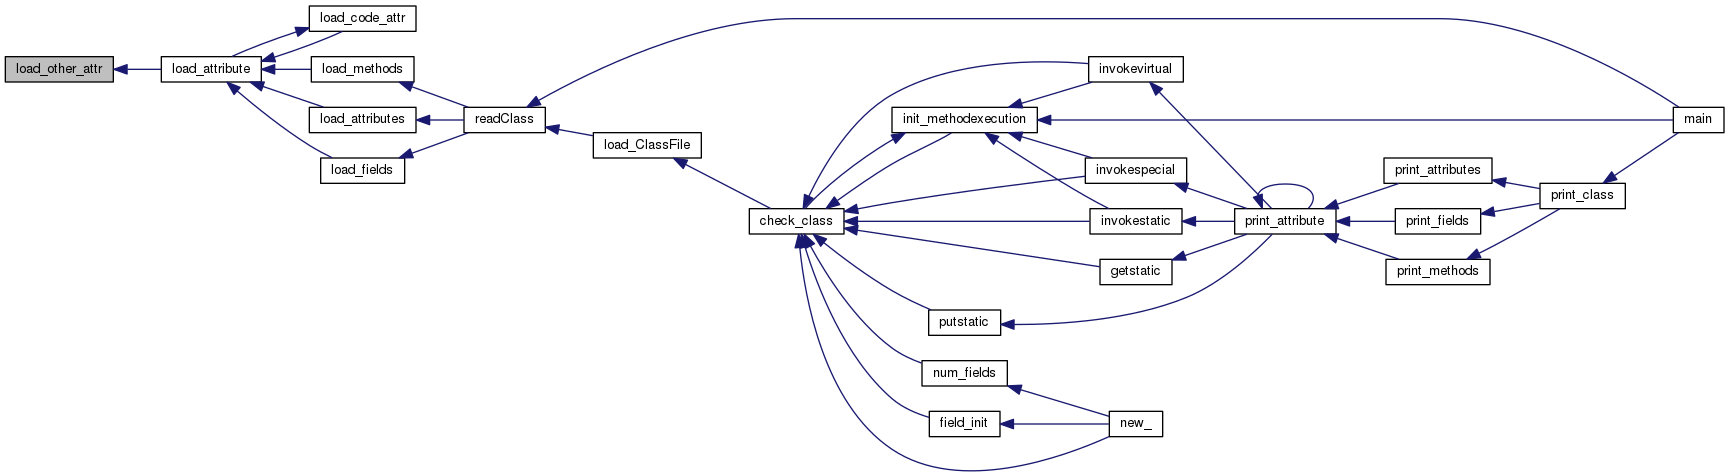 load_other_attr
load_attribute
load_code_attr
load_methods
load_attributes
load_fields
readClass
load_ClassFile
check_class
init_methodexecution
invokevirtual
invokespecial
invokestatic
getstatic
putstatic
num_fields
field_init
new_
print_attribute
print_attributes
print_fields
print_methods
print_class
main